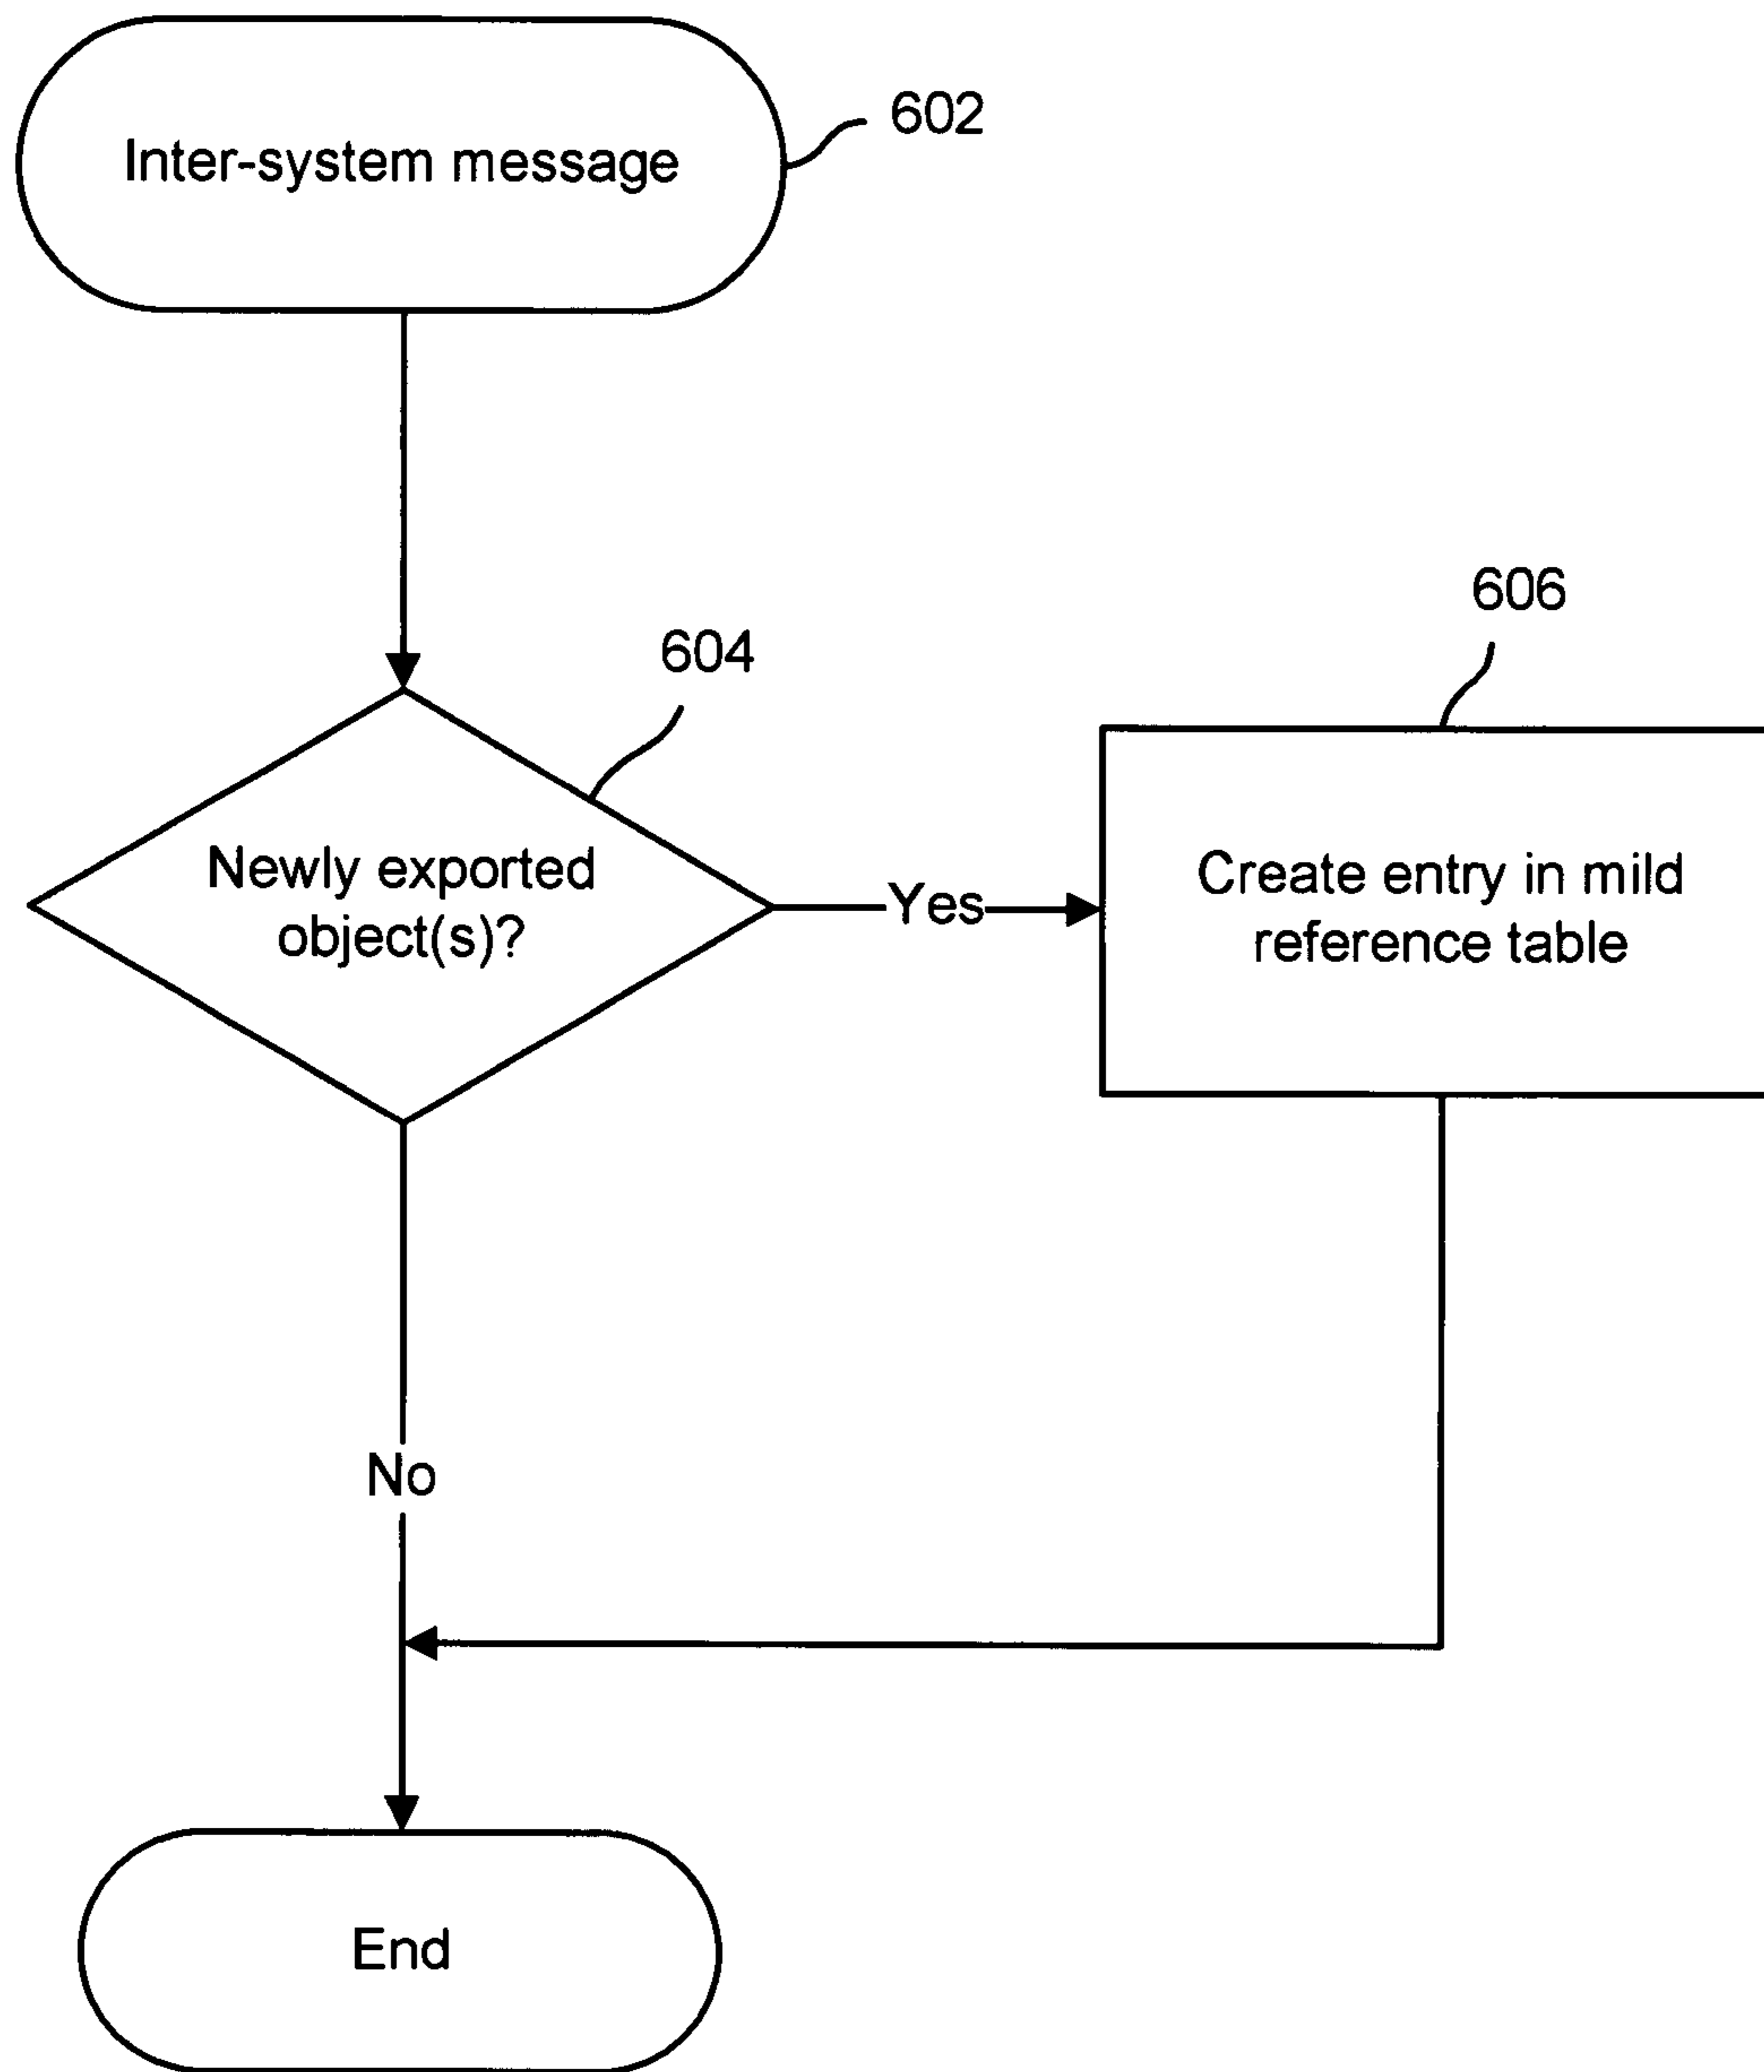 Inter-system message
602
604
Newly exported
object(s)?
Yes
606
Create entry in mild
reference table
No
End